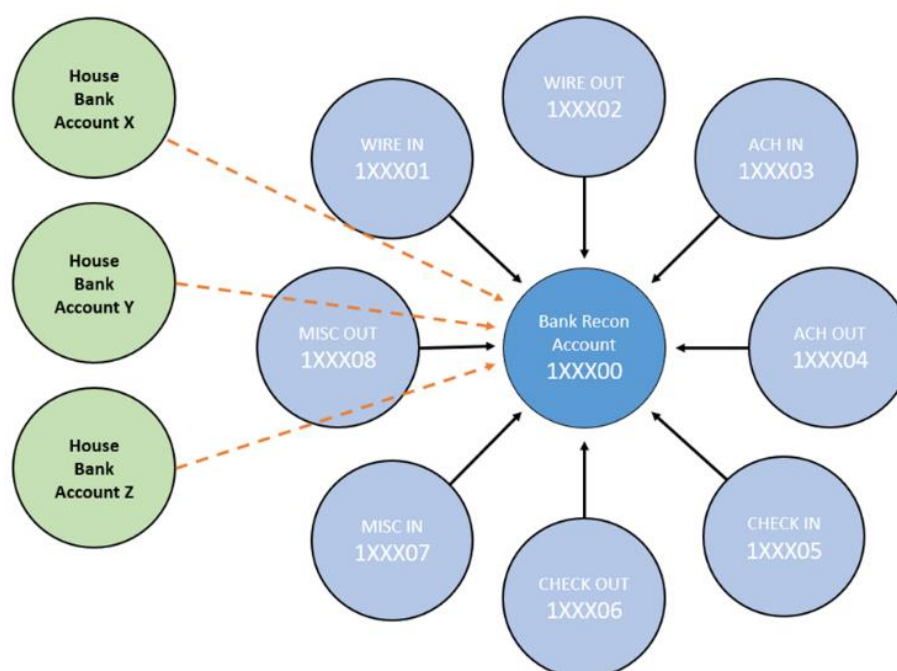 House
Bank
Account X
House
Bank
Account Y
House
Bank
Account Z
WIRE IN
1XXX01
WIRE OUT
1XXX02
ACH IN
1XXX03
MISC OUT
1XXX08
Bank Recon
Account
1XXX00
ACH OUT
1XXX04
MISC IN
1XXX07
CHECK OUT
1XXX06
CHECK IN
1XXX05